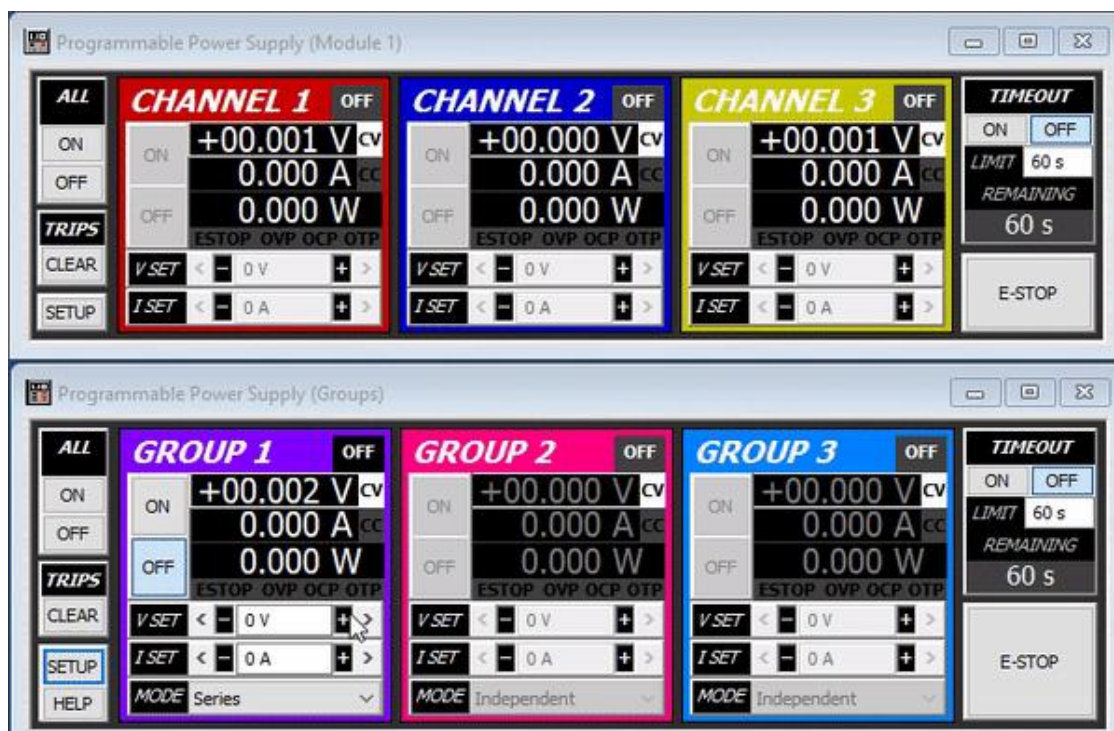 Programmable Power Supply (Module 1)
ALL
ON
OFF
TRIPS
CLEAR
SETUP
CHANNEL 1 OFF
ON
OFF
+00.001 V CV
0.000 A CC
0.000 W
ESTOP OVP OCP OTP
V SET < - 0 V + >
I SET < - 0 A + >
CHANNEL 2 OFF
ON
OFF
+00.000 V CV
0.000 A CC
0.000 W
ESTOP OVP OCP OTP
V SET < - 0 V + >
I SET < - 0 A + >
CHANNEL 3 OFF
ON
OFF
+00.001 V CV
0.000 A CC
0.000 W
ESTOP OVP OCP OTP
V SET < - 0 V + >
I SET < - 0 A + >
TIMEOUT
ON OFF
LIMIT 60 s
REMAINING
60 s
E-STOP
Programmable Power Supply (Groups)
ALL
ON
OFF
TRIPS
CLEAR
SETUP
HELP
GROUP 1 OFF
ON
OFF
+00.002 V CV
0.000 A CC
0.000 W
ESTOP OVP OCP OTP
V SET < - 0 V + >
I SET < - 0 A + >
MODE Series
GROUP 2 OFF
ON
OFF
+00.000 V CV
0.000 A CC
0.000 W
ESTOP OVP OCP OTP
V SET < - 0 V + >
I SET < - 0 A + >
MODE Independent
GROUP 3 OFF
ON
OFF
+00.000 V CV
0.000 A CC
0.000 W
ESTOP OVP OCP OTP
V SET < - 0 V + >
I SET < - 0 A + >
MODE Independent
TIMEOUT
ON OFF
LIMIT 60 s
REMAINING
60 s
E-STOP